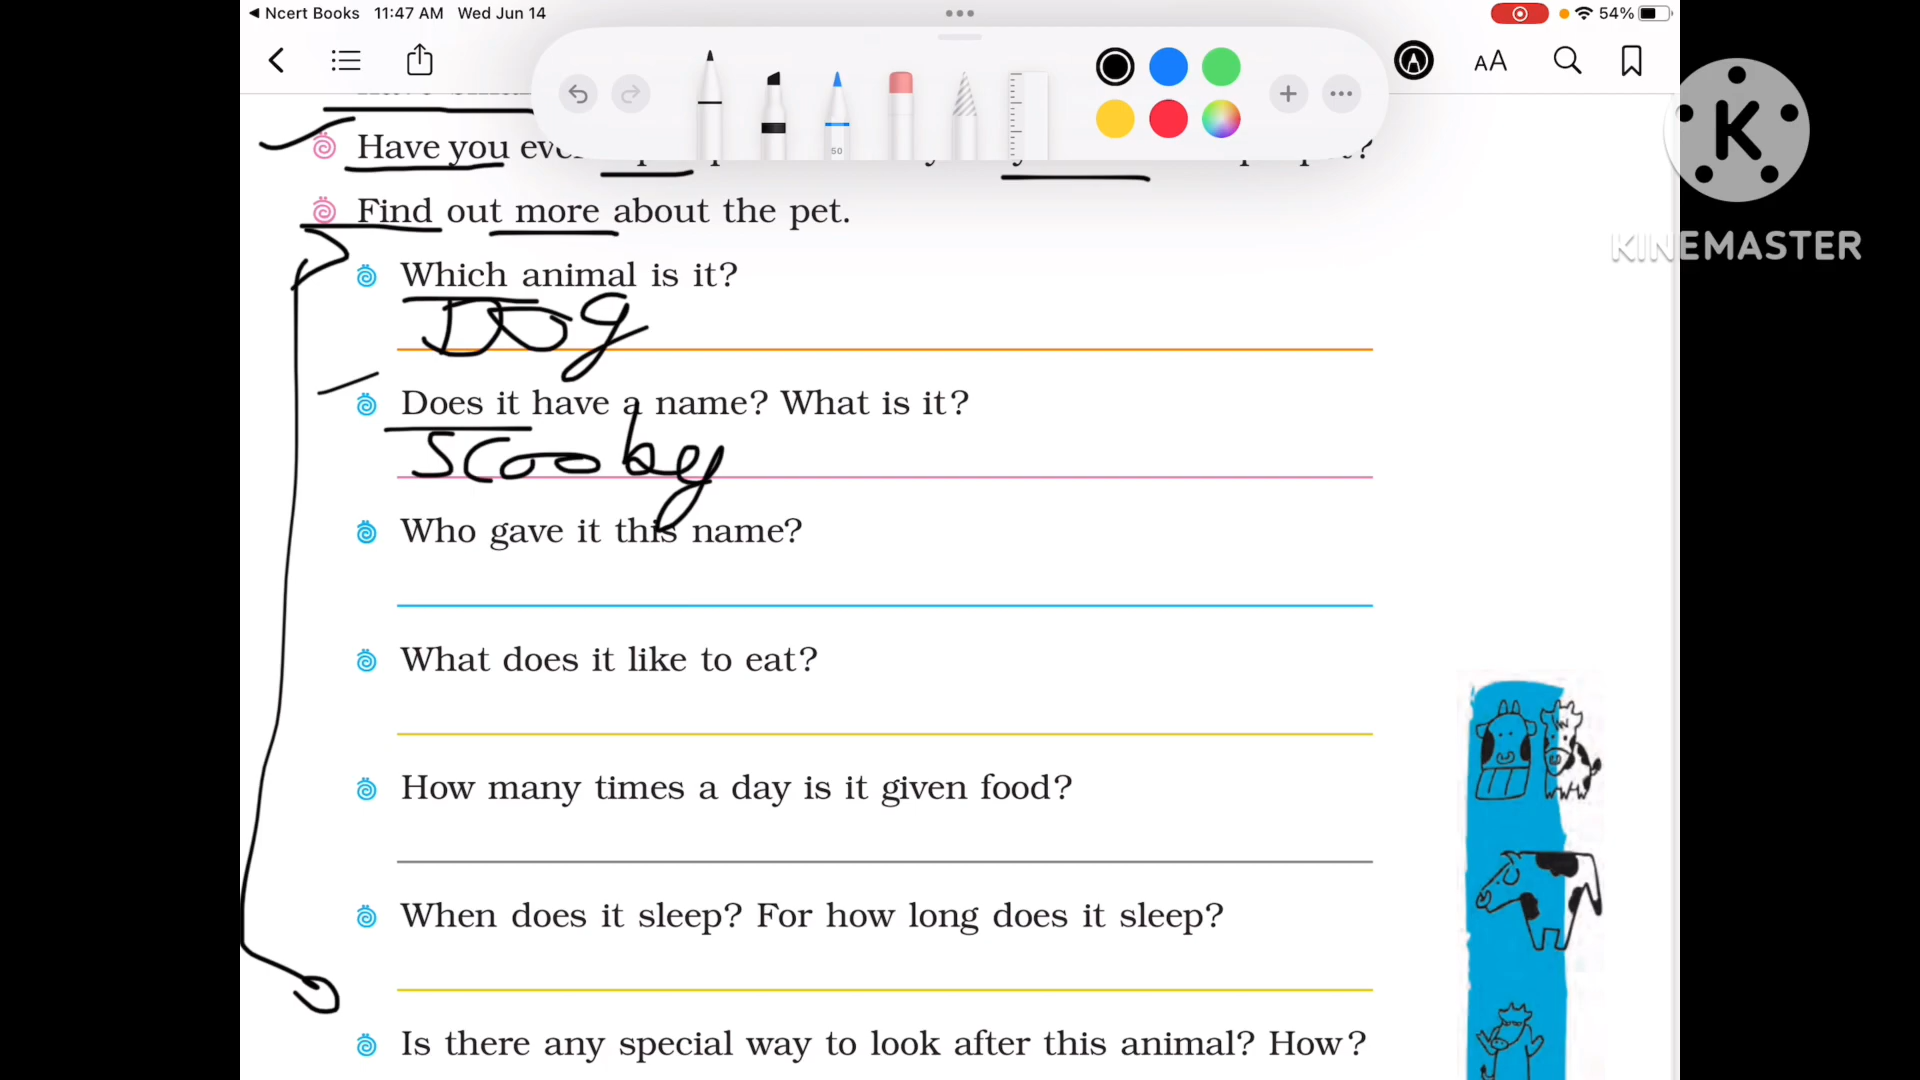 Ncert Books 11:47 AM Wed Jun 14 54%
AA
50
K
KINEMASTER
Have you
Find out more about the pet.
Which animal is it?
Dog
Does it have a name? What is it?
Scooby
Who gave it this name?
What does it like to eat?
How many times a day is it given food?
When does it sleep? For how long does it sleep?
Is there any special way to look after this animal? How?